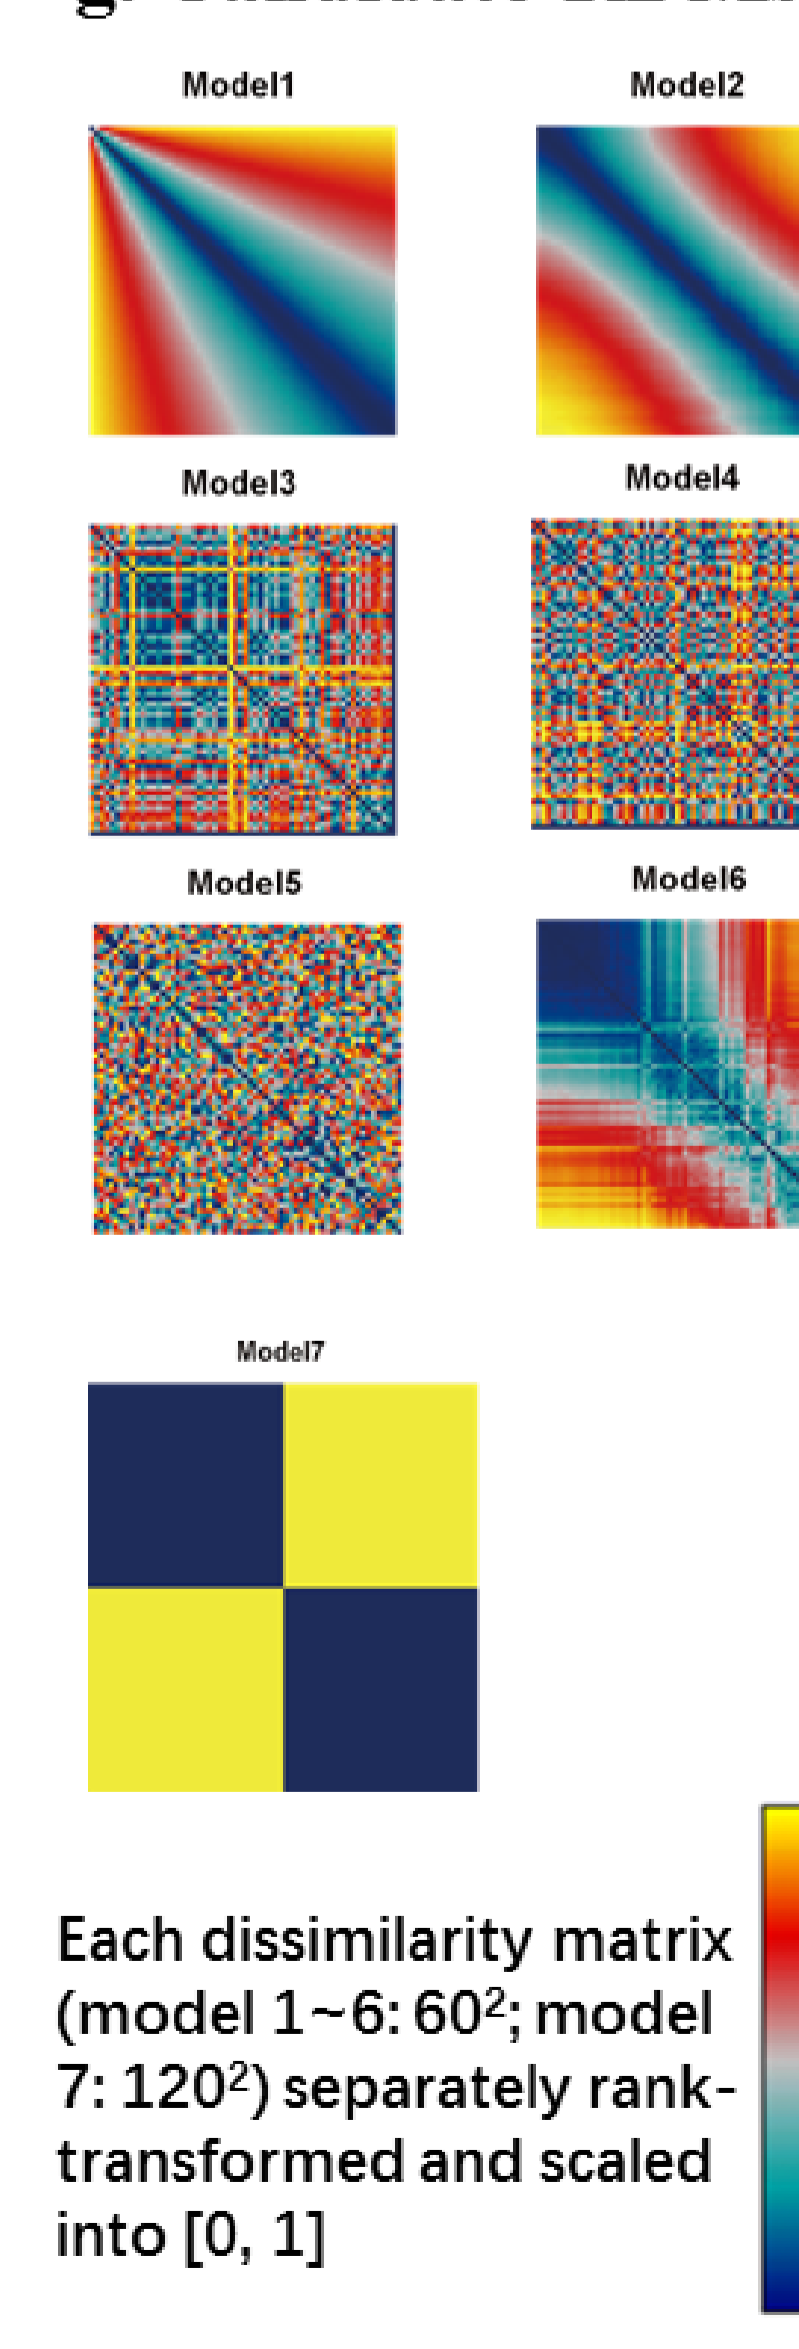 Model1 Model2
Model3 Model4
Model5 Model6
Model7
Each dissimilarity matrix
(model 1~6: 60²; model
7: 120²) separately rank-
transformed and scaled
into [0, 1]